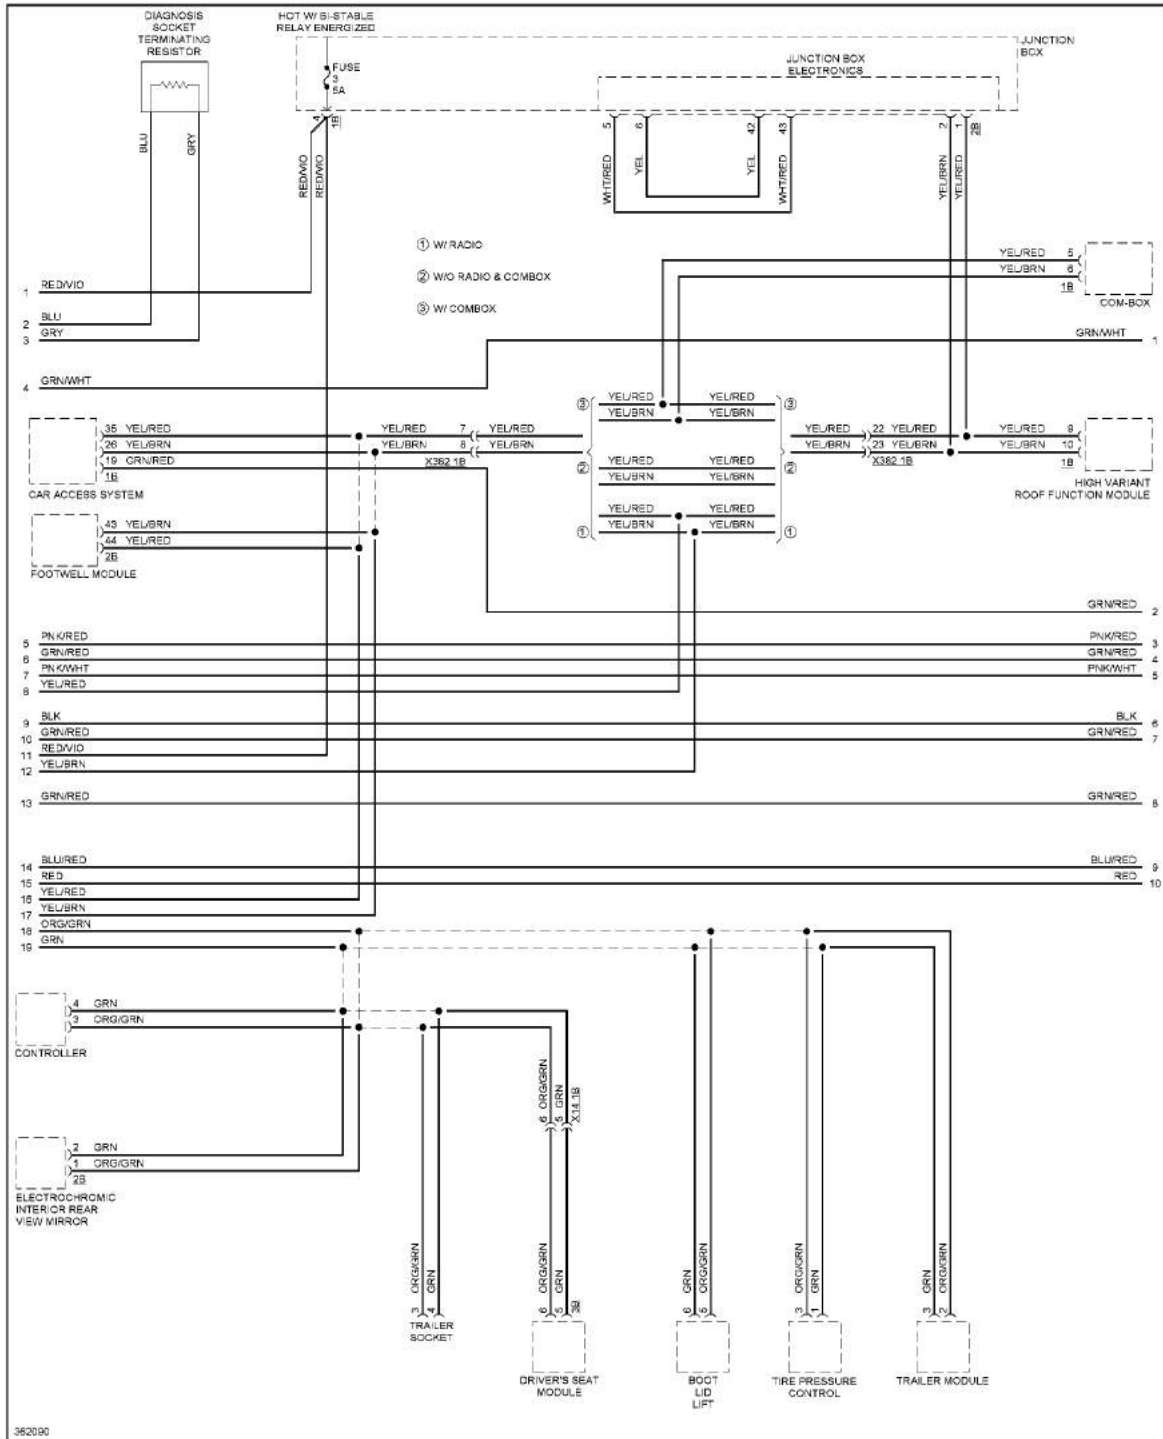 DIAGNOSIS
SOCKET
TERMINATING
RESISTOR
HOT W/ BI-STABLE
RELAY ENERGIZED
JUNCTION
BOX
FUSE
3
5A
JUNCTION BOX
ELECTRONICS
4
1B
5
6
42
43
2
1
2B
BLU
GRY
RED/VIO
RED/VIO
WHT/RED
YEL
YEL
WHT/RED
YEL/BRN
YEL/RED
① W/ RADIO
② W/O RADIO & COMBOX
③ W/ COMBOX
YEL/RED 5
YEL/BRN 6
1B
COM-BOX
1 RED/VIO
2 BLU
3 GRY
GRN/WHT 1
4 GRN/WHT
③ YEL/RED YEL/RED ③
YEL/BRN YEL/BRN
35 YEL/RED YEL/RED 7 YEL/RED
YEL/RED 22 YEL/RED YEL/RED 9
26 YEL/BRN YEL/BRN 8 YEL/BRN
YEL/BRN 23 YEL/BRN YEL/BRN 10
19 GRN/RED
X362 1B
X362 1B
1B
1B
CAR ACCESS SYSTEM
② YEL/RED YEL/RED ②
YEL/BRN YEL/BRN
HIGH VARIANT
ROOF FUNCTION MODULE
YEL/RED YEL/RED
① YEL/BRN YEL/BRN ①
43 YEL/BRN
44 YEL/RED
2B
FOOTWELL MODULE
GRN/RED 2
5 PNK/RED PNK/RED 3
6 GRN/RED GRN/RED 4
7 PNK/WHT PNK/WHT 5
8 YEL/RED
9 BLK BLK 6
10 GRN/RED GRN/RED 7
11 RED/VIO
12 YEL/BRN
13 GRN/RED GRN/RED 8
14 BLU/RED BLU/RED 9
15 RED RED 10
16 YEL/RED
17 YEL/BRN
18 ORG/GRN
19 GRN
4 GRN
3 ORG/GRN
CONTROLLER
6 ORG/GRN
5 GRN
X14 1B
2 GRN
1 ORG/GRN
2B
ELECTROCHROMIC
INTERIOR REAR
VIEW MIRROR
3 ORG/GRN
4 GRN
6 ORG/GRN
5 GRN
3B
6 GRN
5 ORG/GRN
3 ORG/GRN
1 GRN
3 GRN
2 ORG/GRN
TRAILER
SOCKET
DRIVER'S SEAT
MODULE
BOOT
LID
LIFT
TIRE PRESSURE
CONTROL
TRAILER MODULE
362090